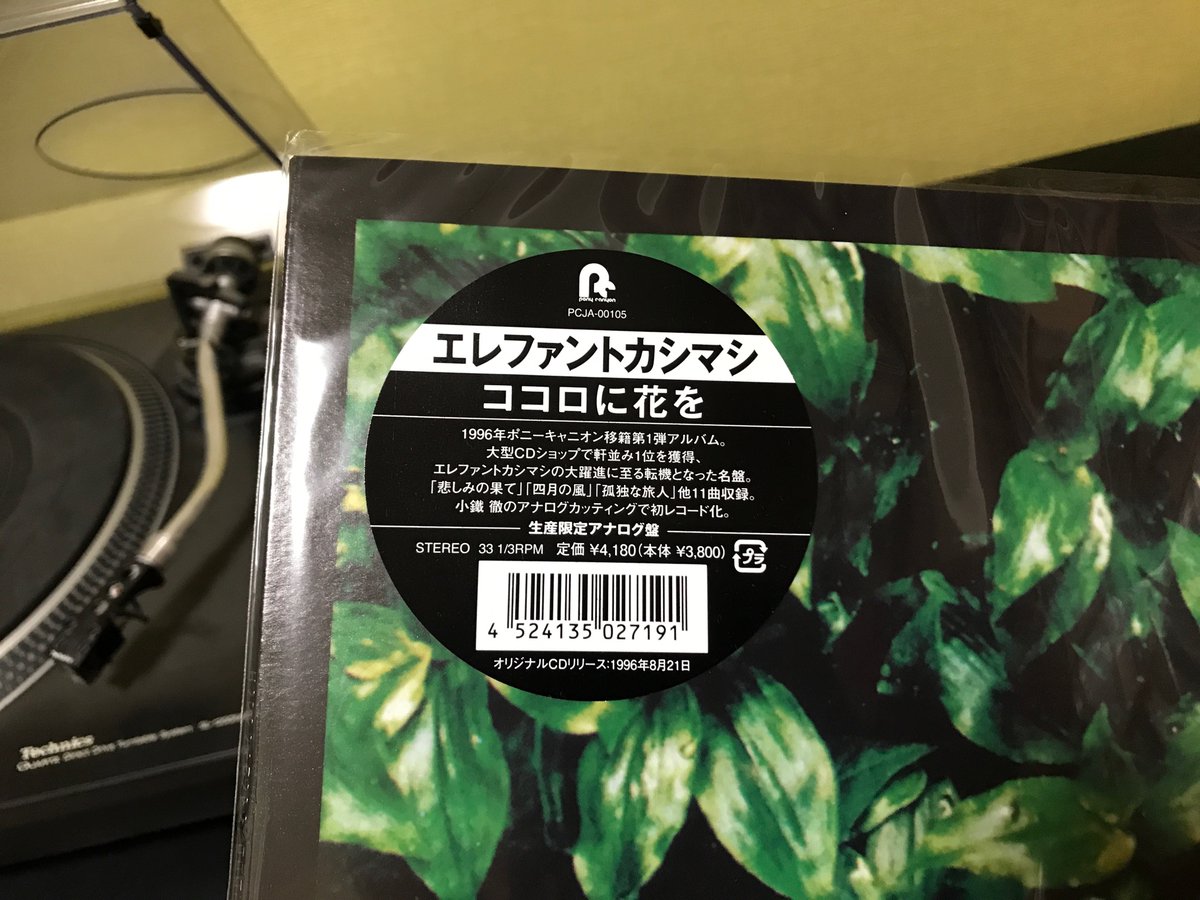 pony canyon
PCJA-00105
エレファントカシマシ
ココロに花を
1996年ポニーキャニオン移籍第1弾アルバム。
大型CDショップで軒並み1位を獲得、
エレファントカシマシの大躍進に至る転機となった名盤。
「悲しみの果て」「四月の風」「孤独な旅人」他11曲収録。
小鐵 徹のアナログカッティングで初レコード化。
生産限定アナログ盤
STEREO 33 1/3RPM 定価 ¥4,180(本体 ¥3,800) プラ
4 524135 027191
オリジナルCDリリース:1996年8月21日
Technics
Quartz Direct Drive Turntable System